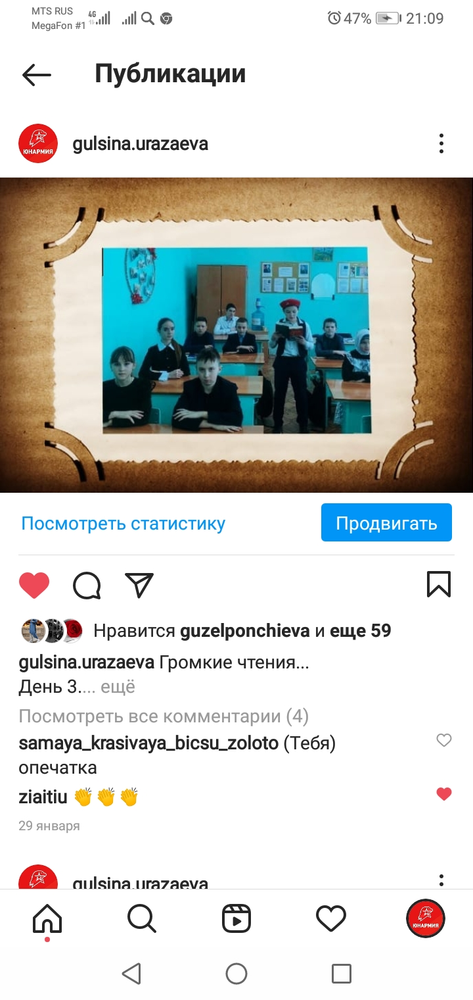 MTS RUS
MegaFon #1
4G
47%
21:09
Публикации
ЮНАРМИЯ
gulsina.urazaeva
Посмотреть статистику
Продвигать
Нравится guzelponchieva и еще 59
gulsina.urazaeva Громкие чтения...
День 3.... ещё
Посмотреть все комментарии (4)
samaya_krasivaya_bicsu_zoloto (Тебя)
опечатка
ziaitiu 👏👏👏
29 января
gulsina.urazaeva
ЮНАРМИЯ